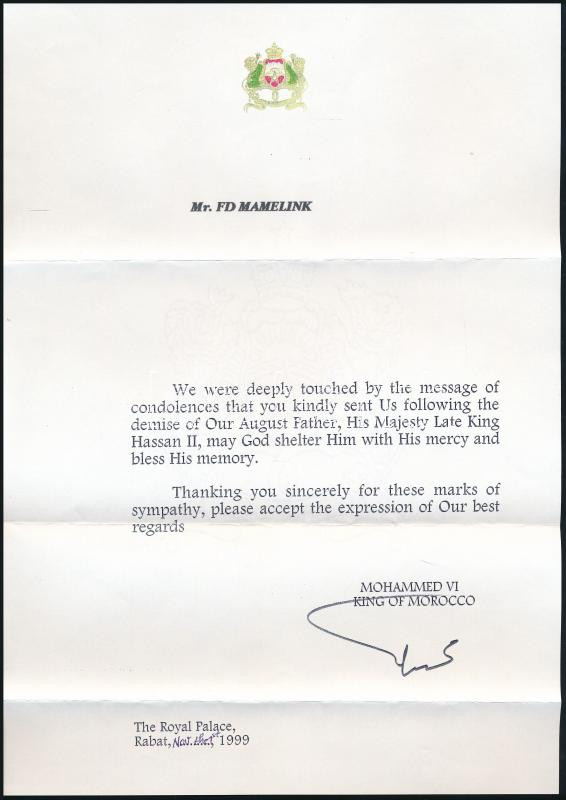 Mr. FD MAMELINK
We were deeply touched by the message of
condolences that you kindly sent Us following the
demise of Our August Father, His Majesty Late King
Hassan II, may God shelter Him with His mercy and
bless His memory.
Thanking you sincerely for these marks of
sympathy, please accept the expression of Our best
regards
MOHAMMED VI
KING OF MOROCCO
The Royal Palace,
Rabat, Nov. the 1st, 1999